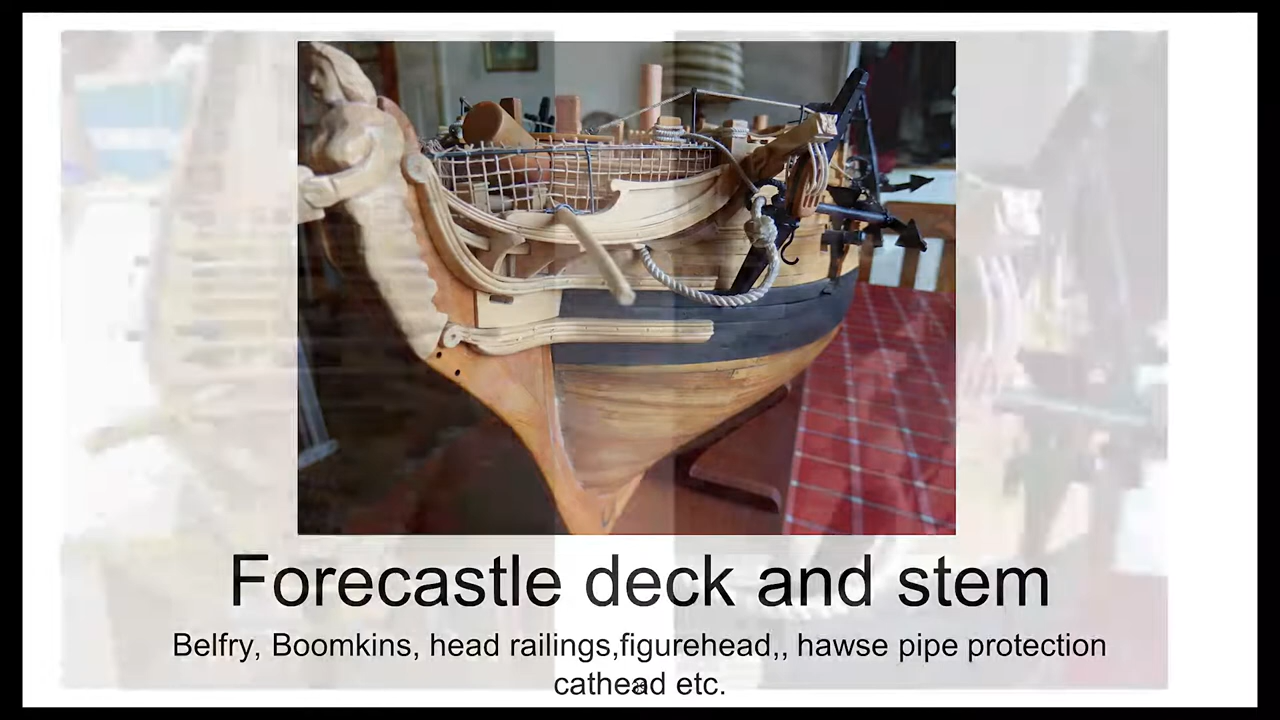 Forecastle deck and stem
Belfry, Boomkins, head railings,figurehead,, hawse pipe protection
cathead etc.